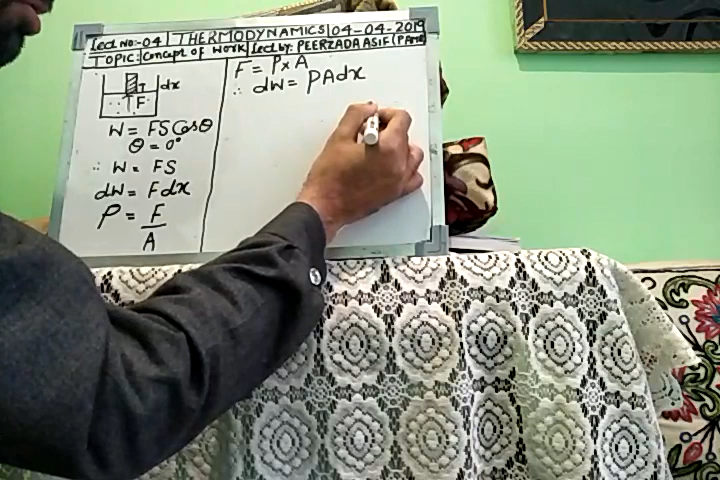 Lect No:-04 | THERMODYNAMICS | 04-04-2019
TOPIC: Concept of Work | Lect by: PEERZADA ASIF
dx
F
W = FS Cosθ
θ = 0°
∴ W = FS
dW = Fdx
P = F
A
F = P x A
∴ dW = PAdx